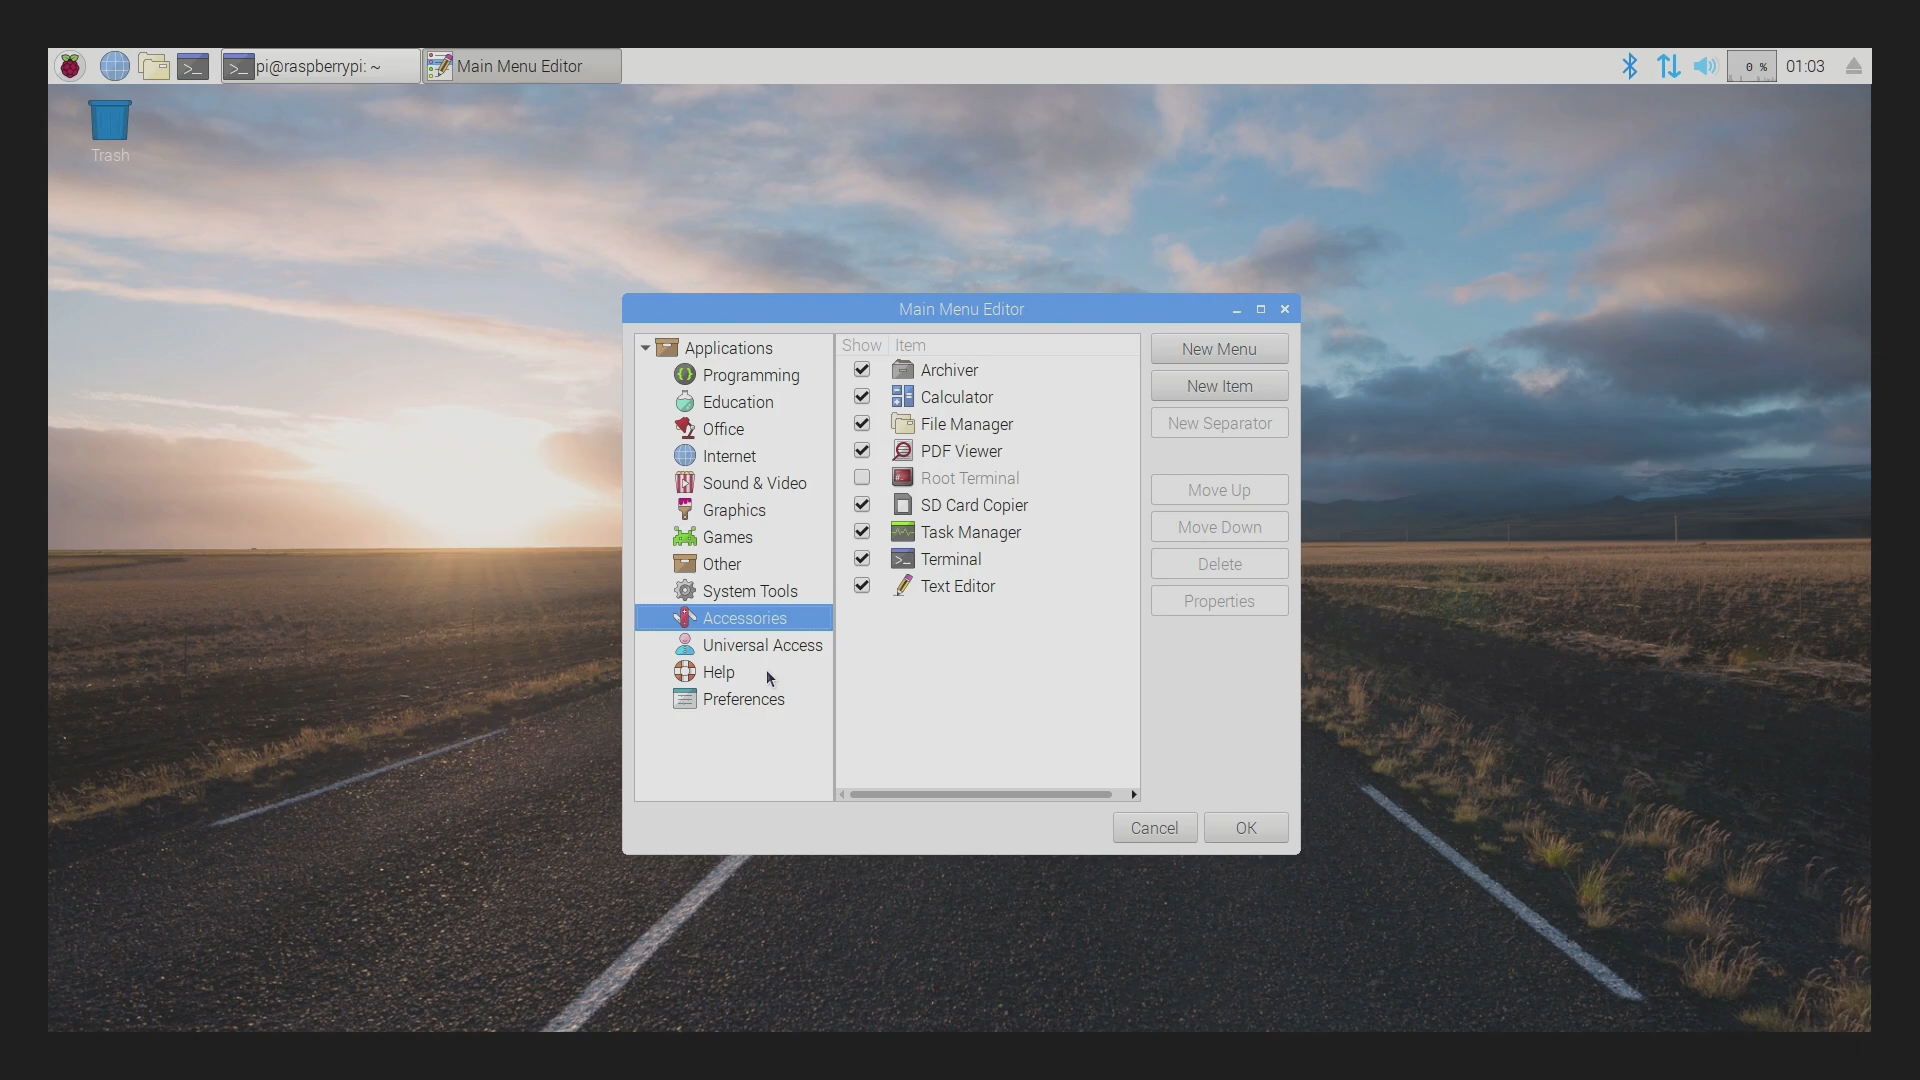 pi@raspberrypi: ~
Main Menu Editor
0 %
01:03
Trash
Main Menu Editor
Applications
Programming
Education
Office
Internet
Sound & Video
Graphics
Games
Other
System Tools
Accessories
Universal Access
Help
Preferences
Show Item
Archiver
Calculator
File Manager
PDF Viewer
Root Terminal
SD Card Copier
Task Manager
Terminal
Text Editor
New Menu
New Item
New Separator
Move Up
Move Down
Delete
Properties
Cancel
OK